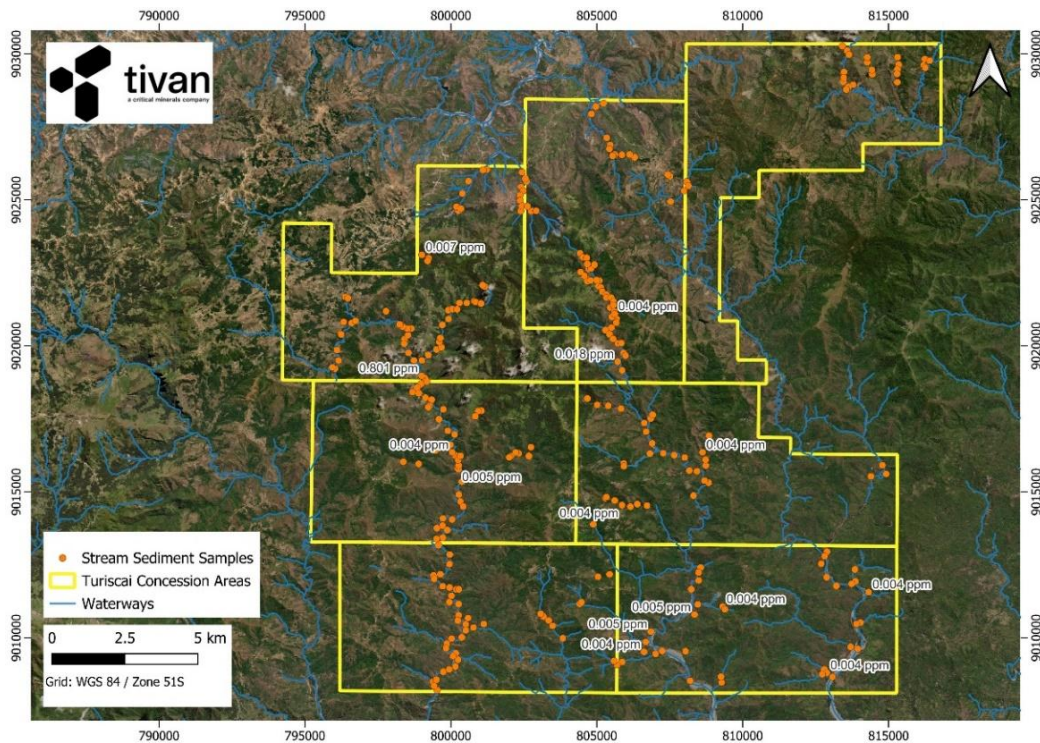 790000 795000 800000 805000 810000 815000
9030000
9030000
tivan
a critical minerals company
9025000
9025000
0.007 ppm
0.004 ppm
9020000
9020000
0.018 ppm
0.801 ppm
0.004 ppm
0.004 ppm
9015000
0.005 ppm
9015000
0.004 ppm
Stream Sediment Samples
Turiscai Concession Areas
Waterways
0.004 ppm
0.004 ppm
0.005 ppm
9010000
0 2.5 5 km
0.005 ppm
0.004 ppm
9010000
0.004 ppm
Grid: WGS 84 / Zone 51S
790000 795000 800000 805000 810000 815000